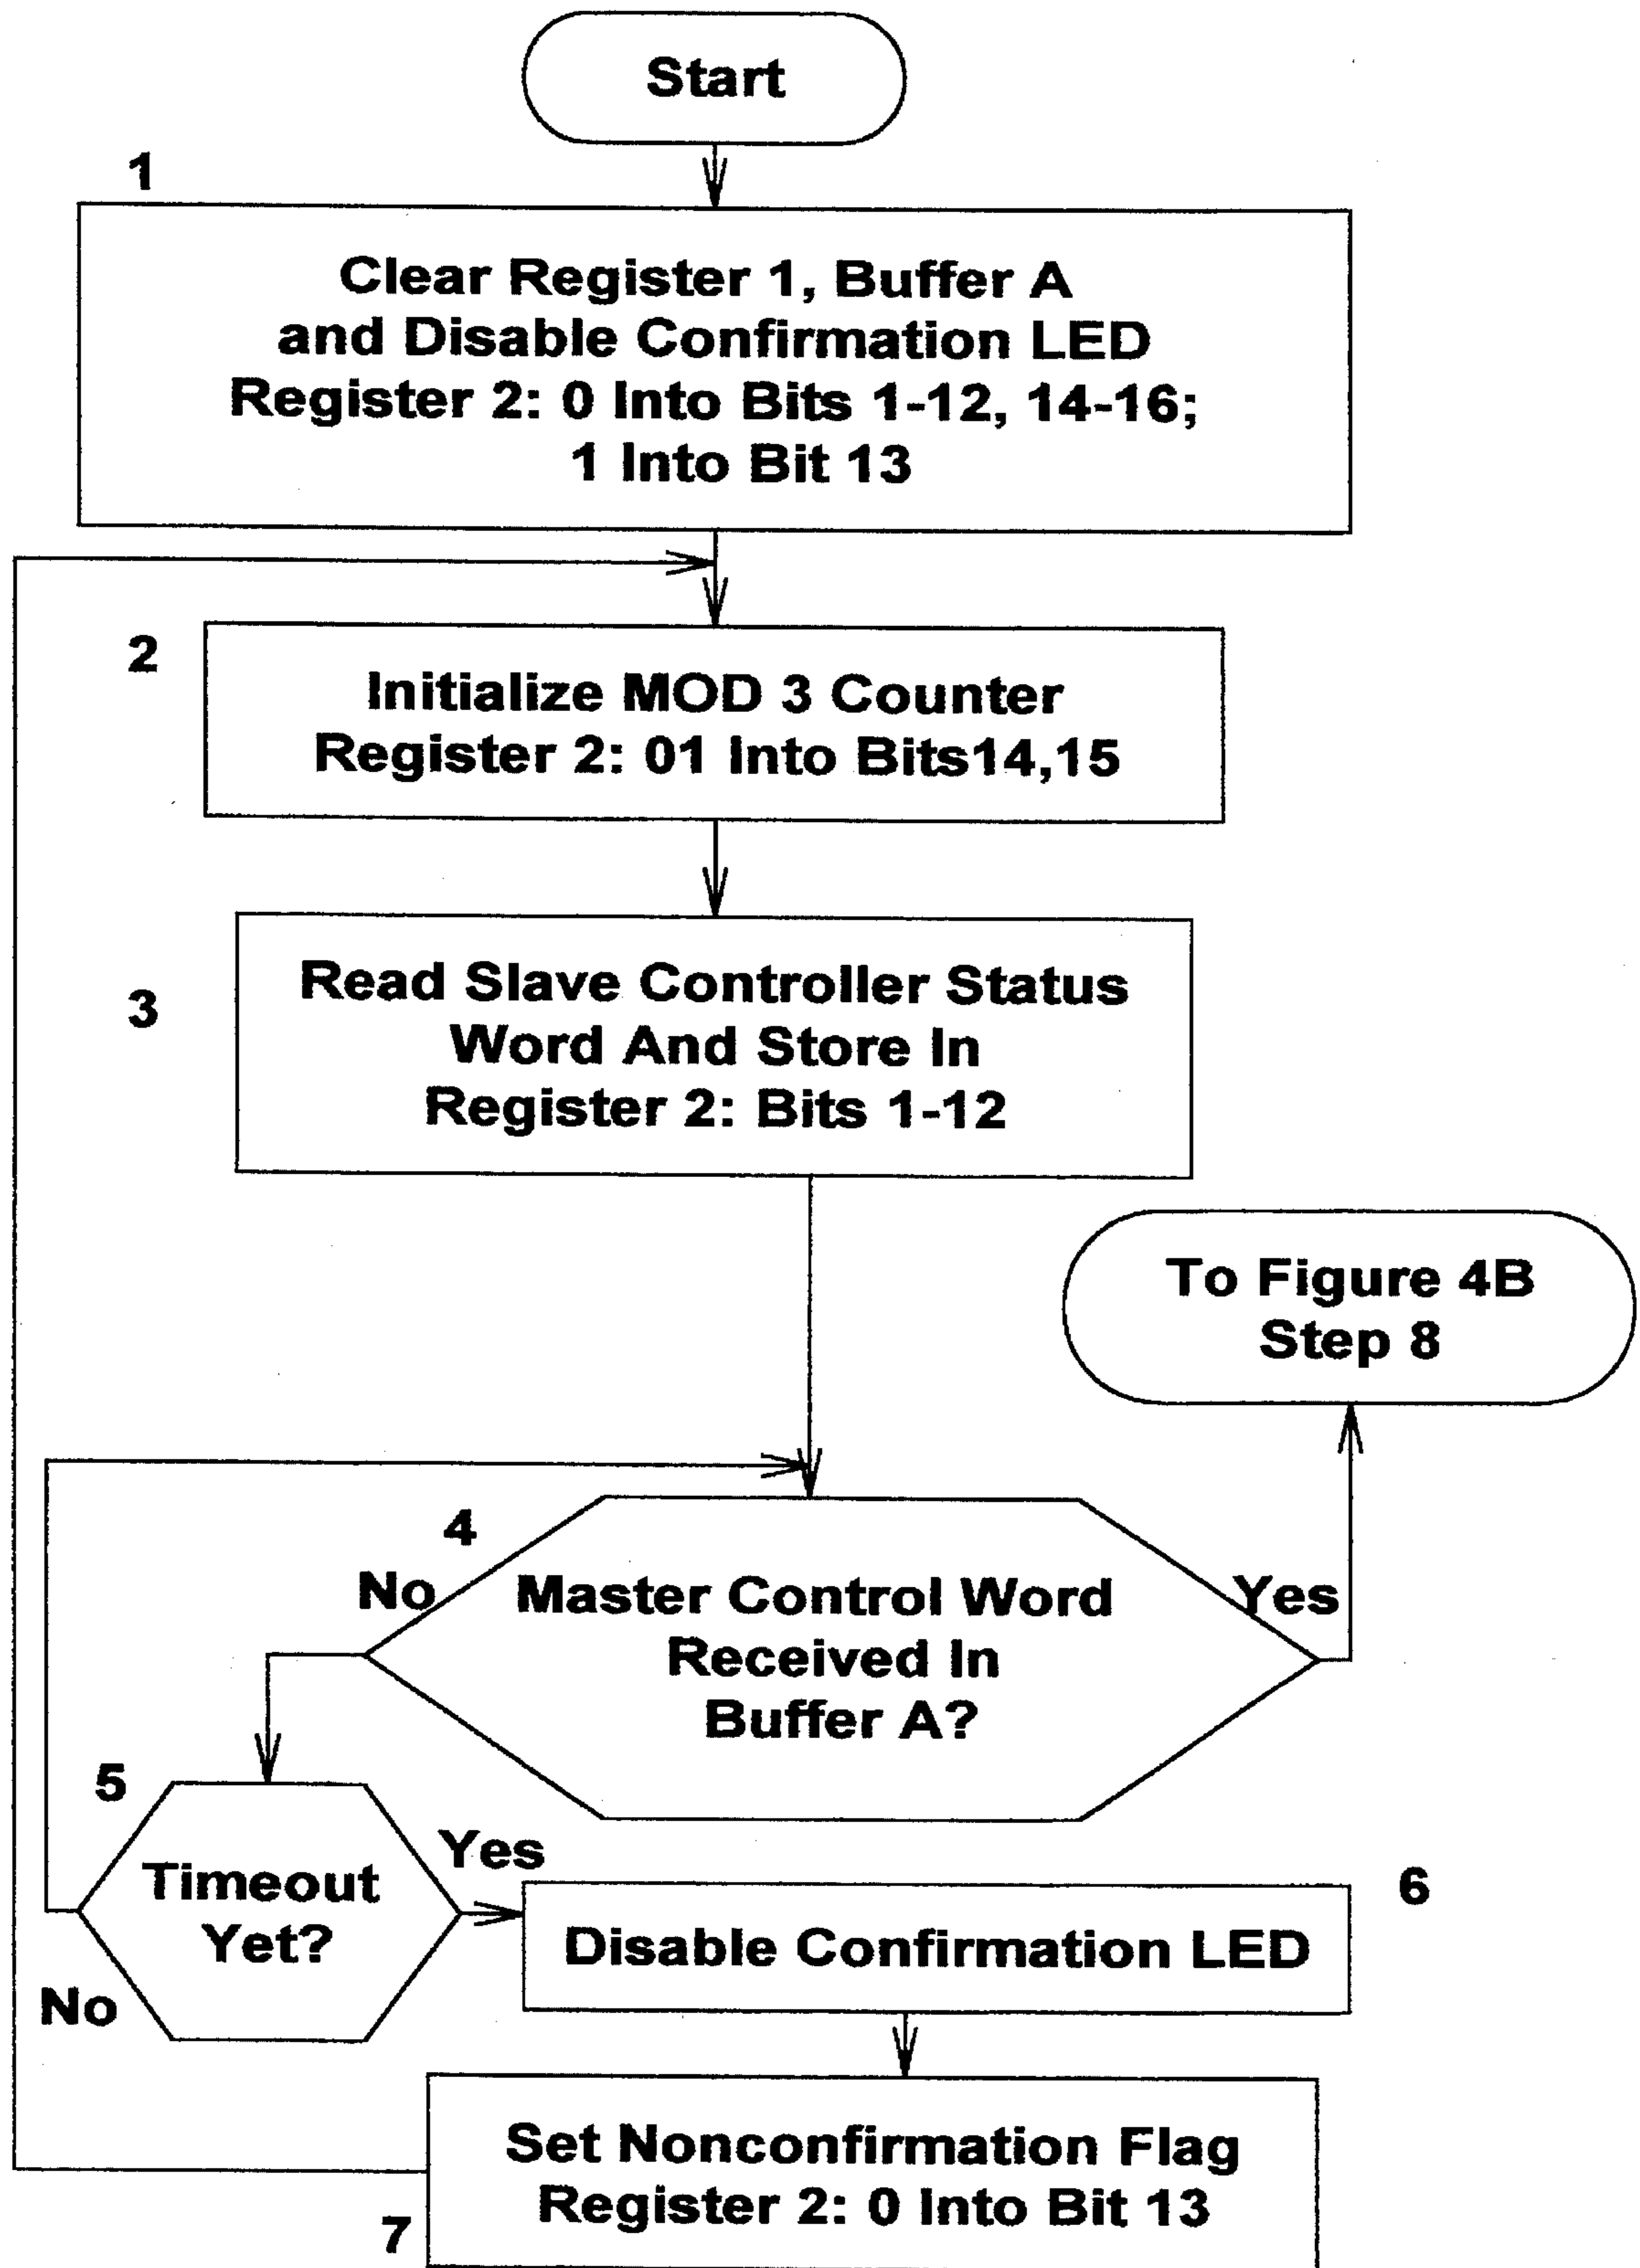 Start
1
Clear Register 1, Buffer A
and Disable Confirmation LED
Register 2: 0 Into Bits 1-12, 14-16;
1 Into Bit 13
2
Initialize MOD 3 Counter
Register 2: 01 Into Bits14,15
3
Read Slave Controller Status
Word And Store In
Register 2: Bits 1-12
To Figure 4B
Step 8
4
No
Master Control Word
Received In
Buffer A?
Yes
5
Timeout
Yet?
Yes
No
6
Disable Confirmation LED
7
Set Nonconfirmation Flag
Register 2: 0 Into Bit 13